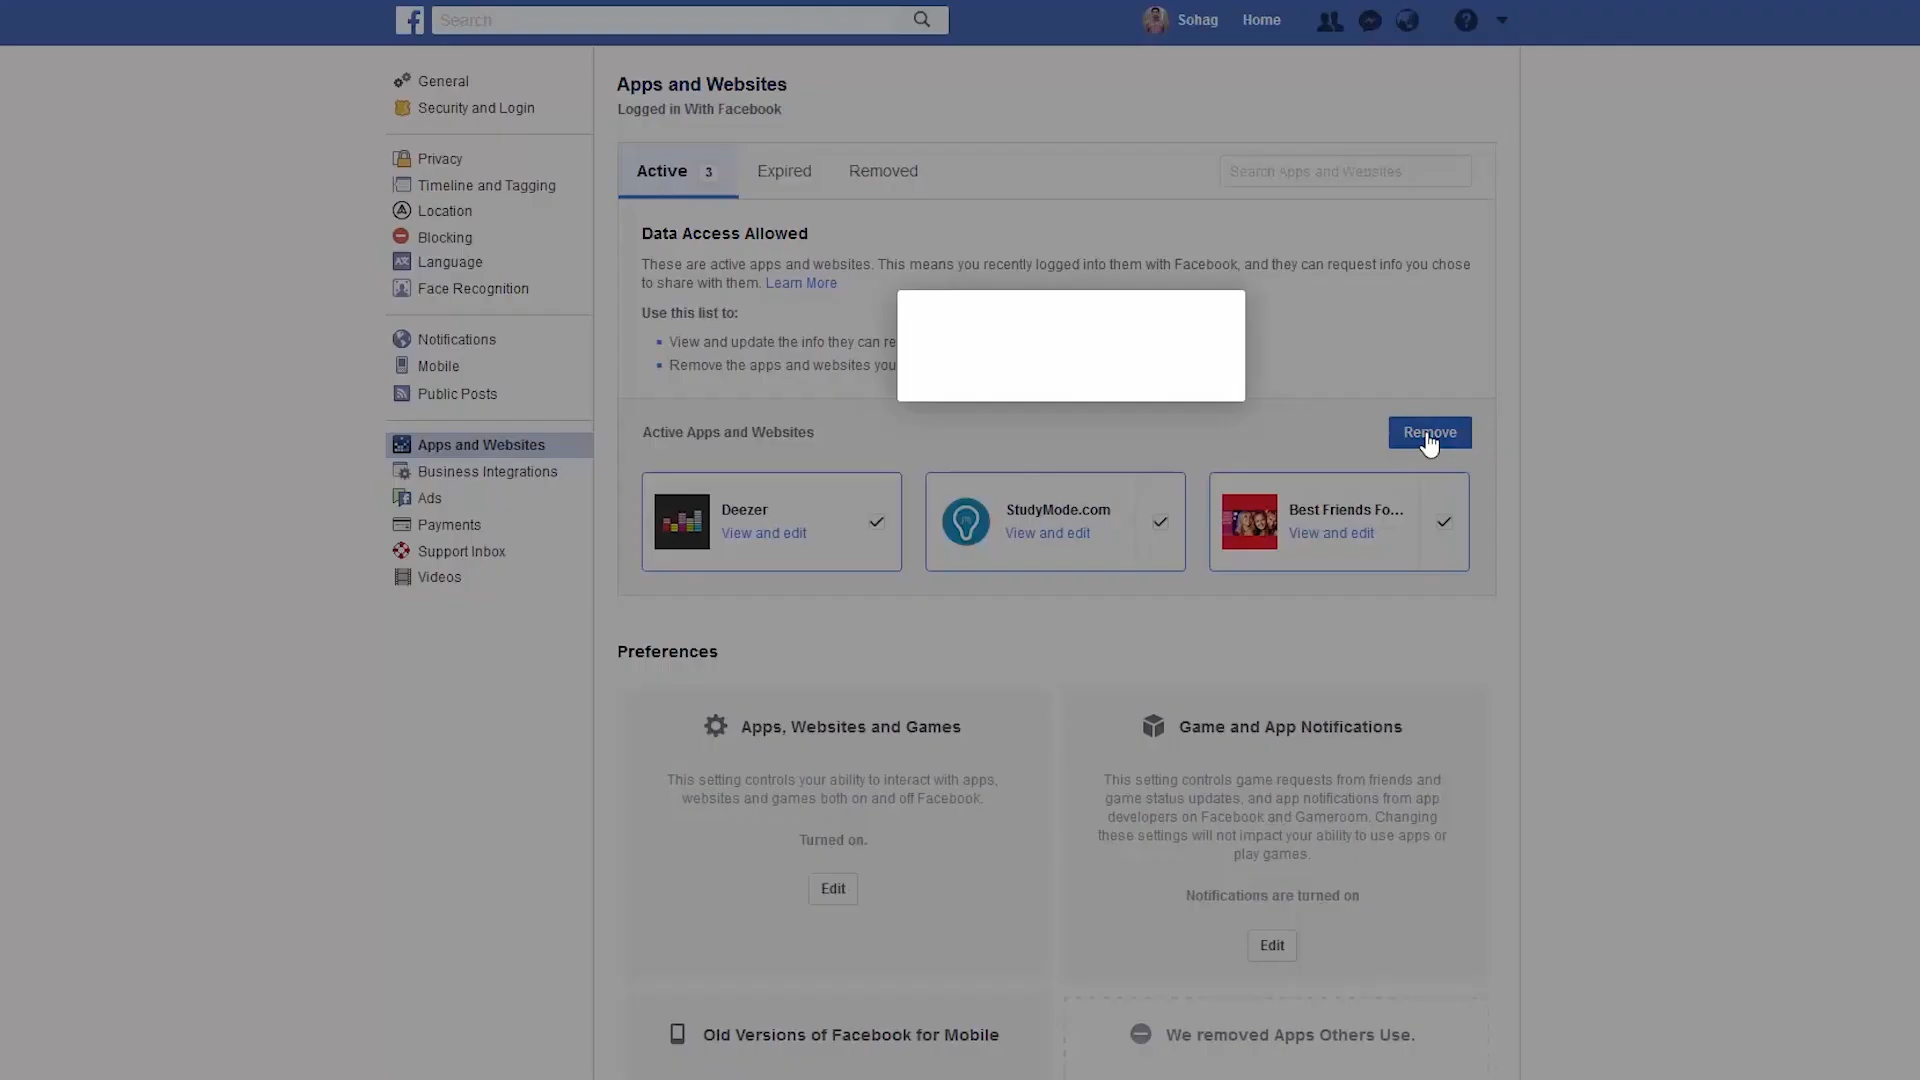 Search
Sohag
Home
General
Security and Login
Privacy
Timeline and Tagging
Location
Blocking
Language
Face Recognition
Notifications
Mobile
Public Posts
Apps and Websites
Business Integrations
Ads
Payments
Support Inbox
Videos
Apps and Websites
Logged in With Facebook
Active 3
Expired
Removed
Search Apps and Websites
Data Access Allowed
These are active apps and websites. This means you recently logged into them with Facebook, and they can request info you chose
to share with them. Learn More
Use this list to:
View and update the info they can re
Remove the apps and websites you
Active Apps and Websites
Remove
Deezer
View and edit
StudyMode.com
View and edit
Best Friends Fo...
View and edit
Preferences
Apps, Websites and Games
This setting controls your ability to interact with apps,
websites and games both on and off Facebook.
Turned on.
Edit
Game and App Notifications
This setting controls game requests from friends and
game status updates, and app notifications from app
developers on Facebook and Gameroom. Changing
these settings will not impact your ability to use apps or
play games.
Notifications are turned on
Edit
Old Versions of Facebook for Mobile
We removed Apps Others Use.